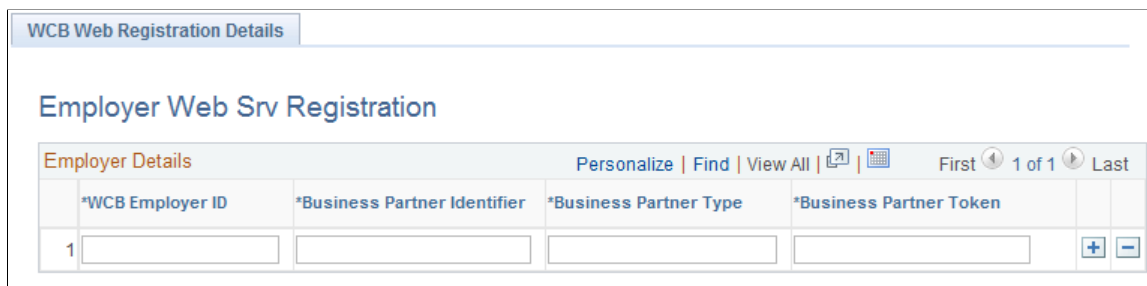 WCB Web Registration Details
Employer Web Srv Registration
Employer Details Personalize | Find | View All | | First 1 of 1 Last
*WCB Employer ID *Business Partner Identifier *Business Partner Type *Business Partner Token
1